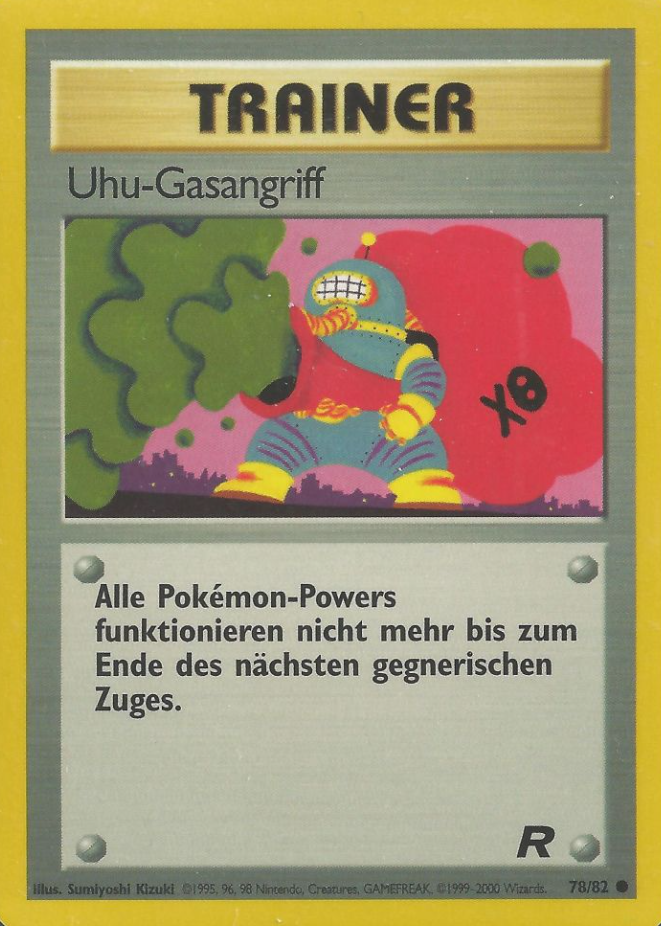 TRAINER
Uhu-Gasangriff
Alle Pokémon-Powers
funktionieren nicht mehr bis zum
Ende des nächsten gegnerischen
Zuges.
R
Illus. Sumiyoshi Kizuki ©1995, 96, 98 Nintendo, Creatures, GAMEFREAK. ©1999-2000 Wizards. 78/82